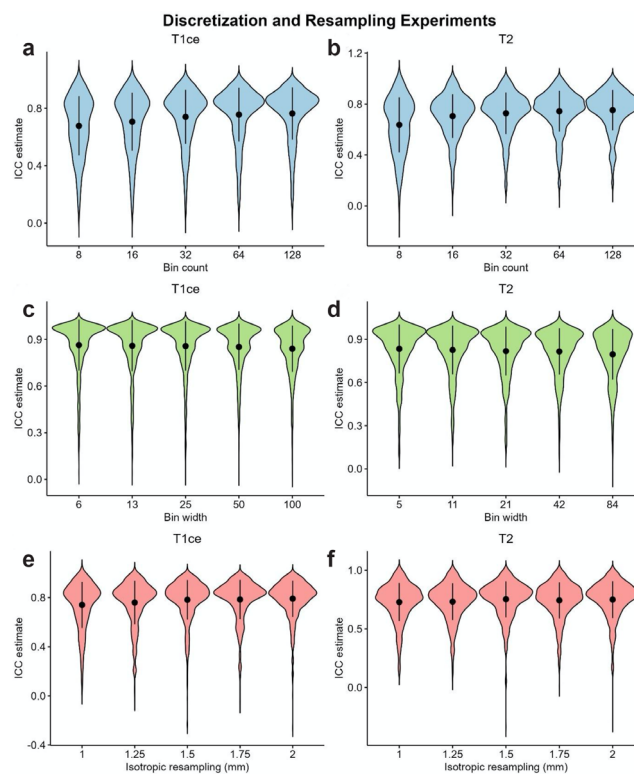 Discretization and Resampling Experiments
a
T1ce
ICC estimate
0.8
0.4
0.0
8 16 32 64 128
Bin count
b
T2
ICC estimate
1.2
0.8
0.4
0.0
8 16 32 64 128
Bin count
c
T1ce
ICC estimate
0.9
0.6
0.3
0.0
6 13 25 50 100
Bin width
d
T2
ICC estimate
0.9
0.6
0.3
0.0
5 11 21 42 84
Bin width
e
T1ce
ICC estimate
0.8
0.4
0.0
-0.4
1 1.25 1.5 1.75 2
Isotropic resampling (mm)
f
T2
ICC estimate
1.0
0.5
0.0
1 1.25 1.5 1.75 2
Isotropic resampling (mm)